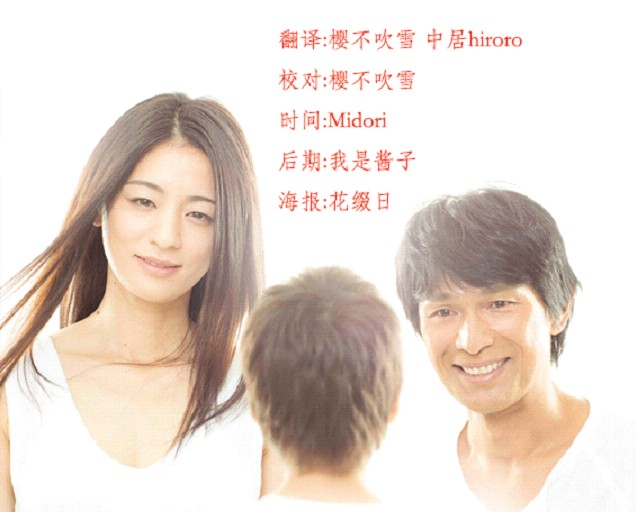 翻译:樱不吹雪 中居hiroro
校对:樱不吹雪
时间:Midori
后期:我是酱子
海报:花缀日